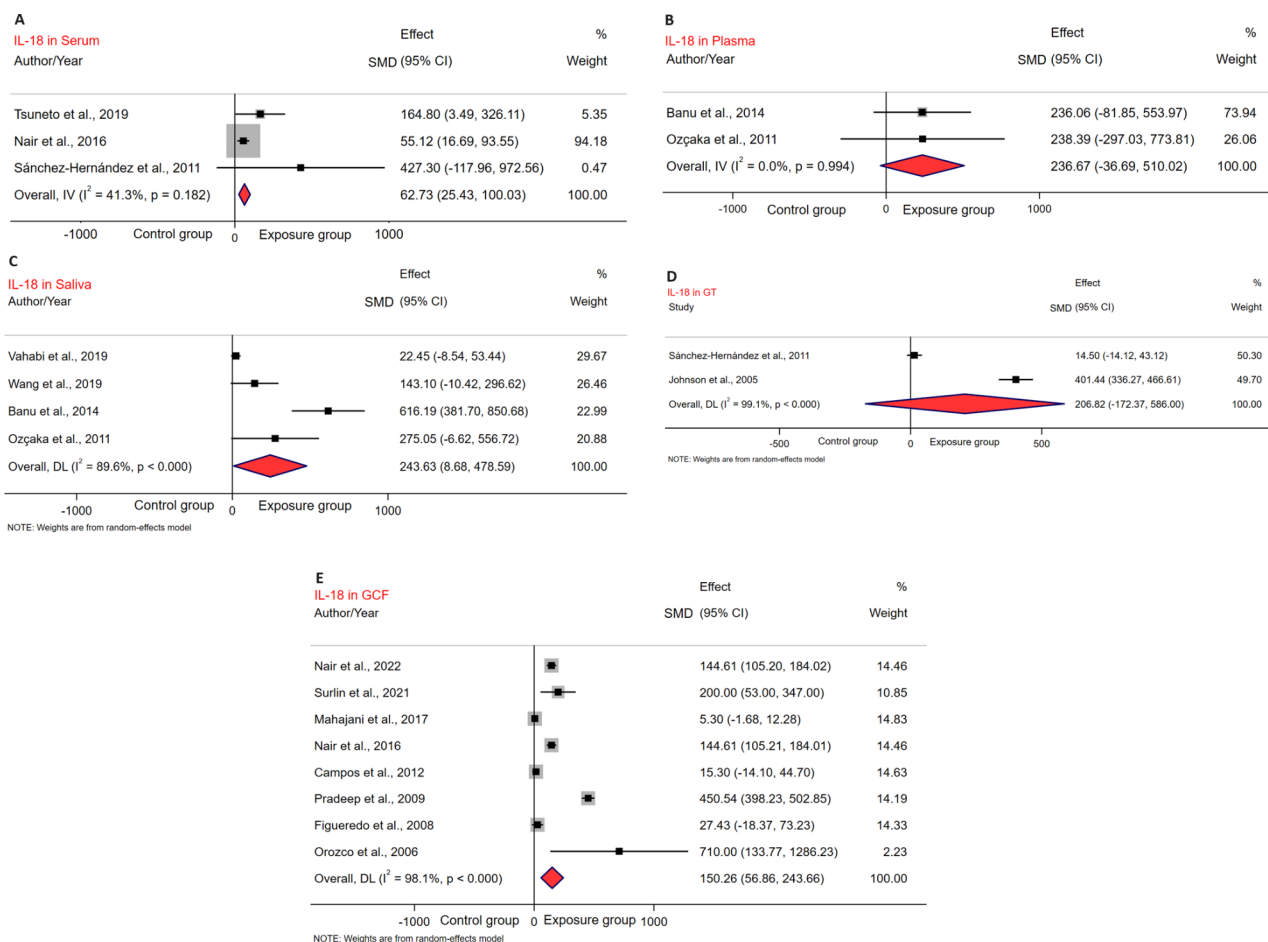 A
IL-18 in Serum
Effect %
Author/Year SMD (95% CI) Weight
Tsuneto et al., 2019 164.80 (3.49, 326.11) 5.35
Nair et al., 2016 55.12 (16.69, 93.55) 94.18
Sánchez-Hernández et al., 2011 427.30 (-117.96, 972.56) 0.47
Overall, IV (I² = 41.3%, p = 0.182) 62.73 (25.43, 100.03) 100.00
-1000 Control group 0 Exposure group 1000
B
IL-18 in Plasma
Effect %
Author/Year SMD (95% CI) Weight
Banu et al., 2014 236.06 (-81.85, 553.97) 73.94
Ozçaka et al., 2011 238.39 (-297.03, 773.81) 26.06
Overall, IV (I² = 0.0%, p = 0.994) 236.67 (-36.69, 510.02) 100.00
-1000 Control group 0 Exposure group 1000
C
IL-18 in Saliva
Effect %
Author/Year SMD (95% CI) Weight
Vahabi et al., 2019 22.45 (-8.54, 53.44) 29.67
Wang et al., 2019 143.10 (-10.42, 296.62) 26.46
Banu et al., 2014 616.19 (381.70, 850.68) 22.99
Ozçaka et al., 2011 275.05 (-6.62, 556.72) 20.88
Overall, DL (I² = 89.6%, p < 0.000) 243.63 (8.68, 478.59) 100.00
-1000 Control group 0 Exposure group 1000
NOTE: Weights are from random-effects model
D
IL-18 in GT
Effect %
Study SMD (95% CI) Weight
Sánchez-Hernández et al., 2011 14.50 (-14.12, 43.12) 50.30
Johnson et al., 2005 401.44 (336.27, 466.61) 49.70
Overall, DL (I² = 99.1%, p < 0.000) 206.82 (-172.37, 586.00) 100.00
-500 Control group 0 Exposure group 500
NOTE: Weights are from random-effects model
E
IL-18 in GCF
Effect %
Author/Year SMD (95% CI) Weight
Nair et al., 2022 144.61 (105.20, 184.02) 14.46
Surlin et al., 2021 200.00 (53.00, 347.00) 10.85
Mahajani et al., 2017 5.30 (-1.68, 12.28) 14.83
Nair et al., 2016 144.61 (105.21, 184.01) 14.46
Campos et al., 2012 15.30 (-14.10, 44.70) 14.63
Pradeep et al., 2009 450.54 (398.23, 502.85) 14.19
Figueredo et al., 2008 27.43 (-18.37, 73.23) 14.33
Orozco et al., 2006 710.00 (133.77, 1286.23) 2.23
Overall, DL (I² = 98.1%, p < 0.000) 150.26 (56.86, 243.66) 100.00
-1000 Control group 0 Exposure group 1000
NOTE: Weights are from random-effects model